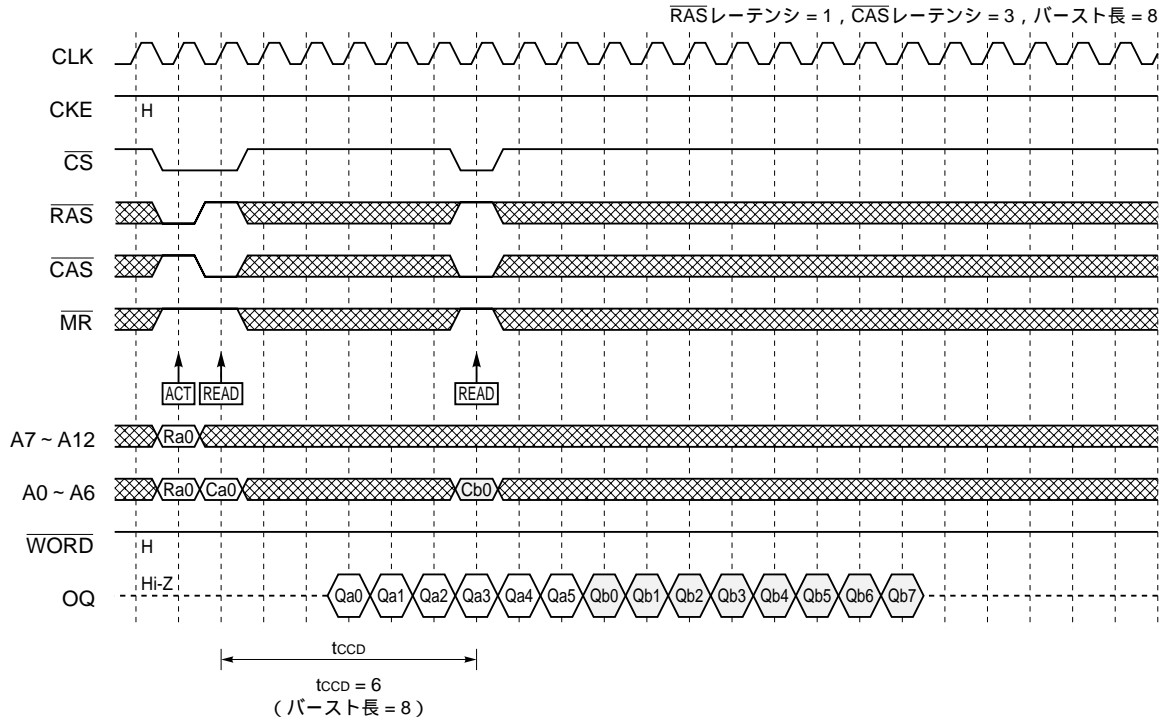 RASレーテンシ = 1 , CASレーテンシ = 3 , バースト長 = 8
CLK
CKE H
CS
RAS
CAS
MR
ACT READ READ
A7 ~ A12 Ra0
A0 ~ A6 Ra0 Ca0 Cb0
WORD H
OQ Hi-Z Qa0 Qa1 Qa2 Qa3 Qa4 Qa5 Qb0 Qb1 Qb2 Qb3 Qb4 Qb5 Qb6 Qb7
tCCD
tCCD = 6
( バースト長 = 8 )